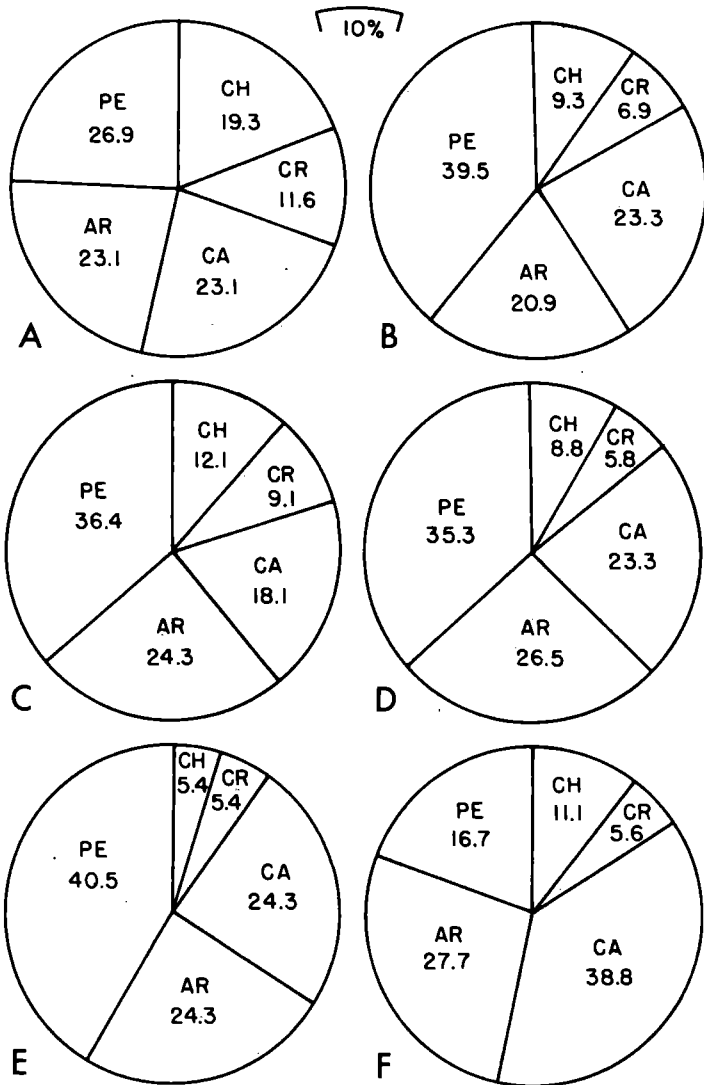 10%
PE
26.9
CH
19.3
CR
11.6
CA
23.1
AR
23.1
A
PE
39.5
CH
9.3
CR
6.9
CA
23.3
AR
20.9
B
PE
36.4
CH
12.1
CR
9.1
CA
18.1
AR
24.3
C
PE
35.3
CH
8.8
CR
5.8
CA
23.3
AR
26.5
D
PE
40.5
CH
5.4
CR
5.4
CA
24.3
AR
24.3
E
PE
16.7
CH
11.1
CR
5.6
CA
38.8
AR
27.7
F